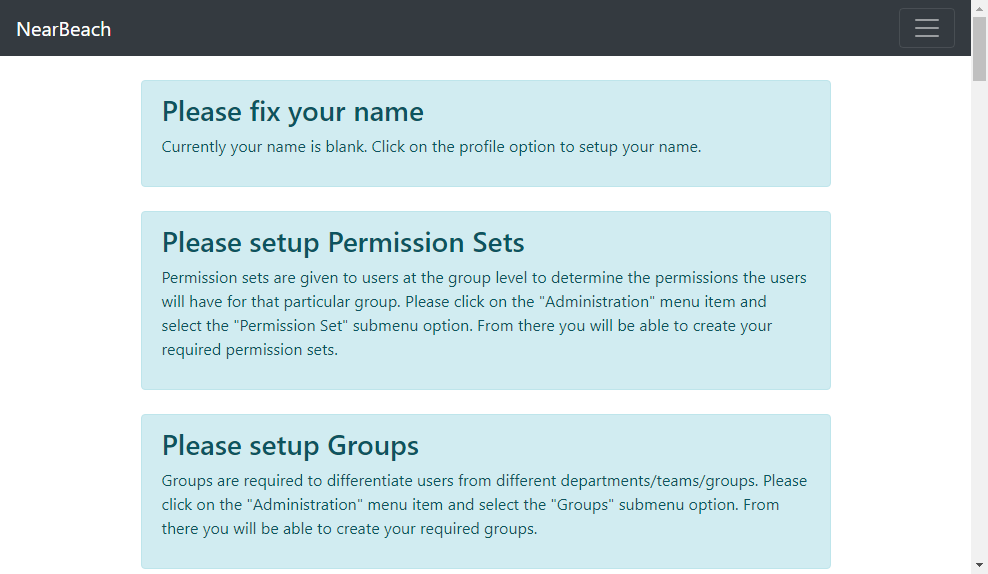 NearBeach
Please fix your name
Currently your name is blank. Click on the profile option to setup your name.
Please setup Permission Sets
Permission sets are given to users at the group level to determine the permissions the users
will have for that particular group. Please click on the "Administration" menu item and
select the "Permission Set" submenu option. From there you will be able to create your
required permission sets.
Please setup Groups
Groups are required to differentiate users from different departments/teams/groups. Please
click on the "Administration" menu item and select the "Groups" submenu option. From
there you will be able to create your required groups.